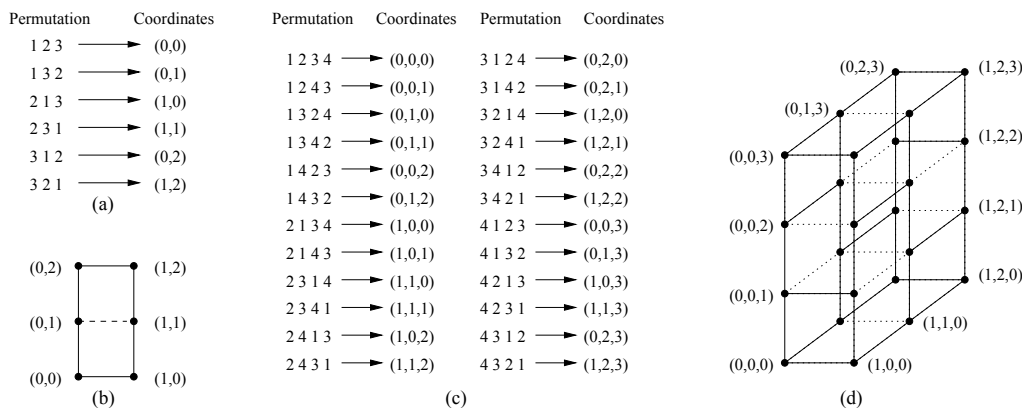 Permutation Coordinates
1 2 3 (0,0)
1 3 2 (0,1)
2 1 3 (1,0)
2 3 1 (1,1)
3 1 2 (0,2)
3 2 1 (1,2)
(a)
(0,2) (1,2)
(0,1) (1,1)
(0,0) (1,0)
(b)
Permutation Coordinates Permutation Coordinates
1 2 3 4 (0,0,0) 3 1 2 4 (0,2,0)
1 2 4 3 (0,0,1) 3 1 4 2 (0,2,1)
1 3 2 4 (0,1,0) 3 2 1 4 (1,2,0)
1 3 4 2 (0,1,1) 3 2 4 1 (1,2,1)
1 4 2 3 (0,0,2) 3 4 1 2 (0,2,2)
1 4 3 2 (0,1,2) 3 4 2 1 (1,2,2)
2 1 3 4 (1,0,0) 4 1 2 3 (0,0,3)
2 1 4 3 (1,0,1) 4 1 3 2 (0,1,3)
2 3 1 4 (1,1,0) 4 2 1 3 (1,0,3)
2 3 4 1 (1,1,1) 4 2 3 1 (1,1,3)
2 4 1 3 (1,0,2) 4 3 1 2 (0,2,3)
2 4 3 1 (1,1,2) 4 3 2 1 (1,2,3)
(c)
(0,2,3) (1,2,3)
(0,1,3)
(1,2,2)
(0,0,3)
(1,2,1)
(0,0,2)
(1,2,0)
(0,0,1)
(1,1,0)
(0,0,0) (1,0,0)
(d)